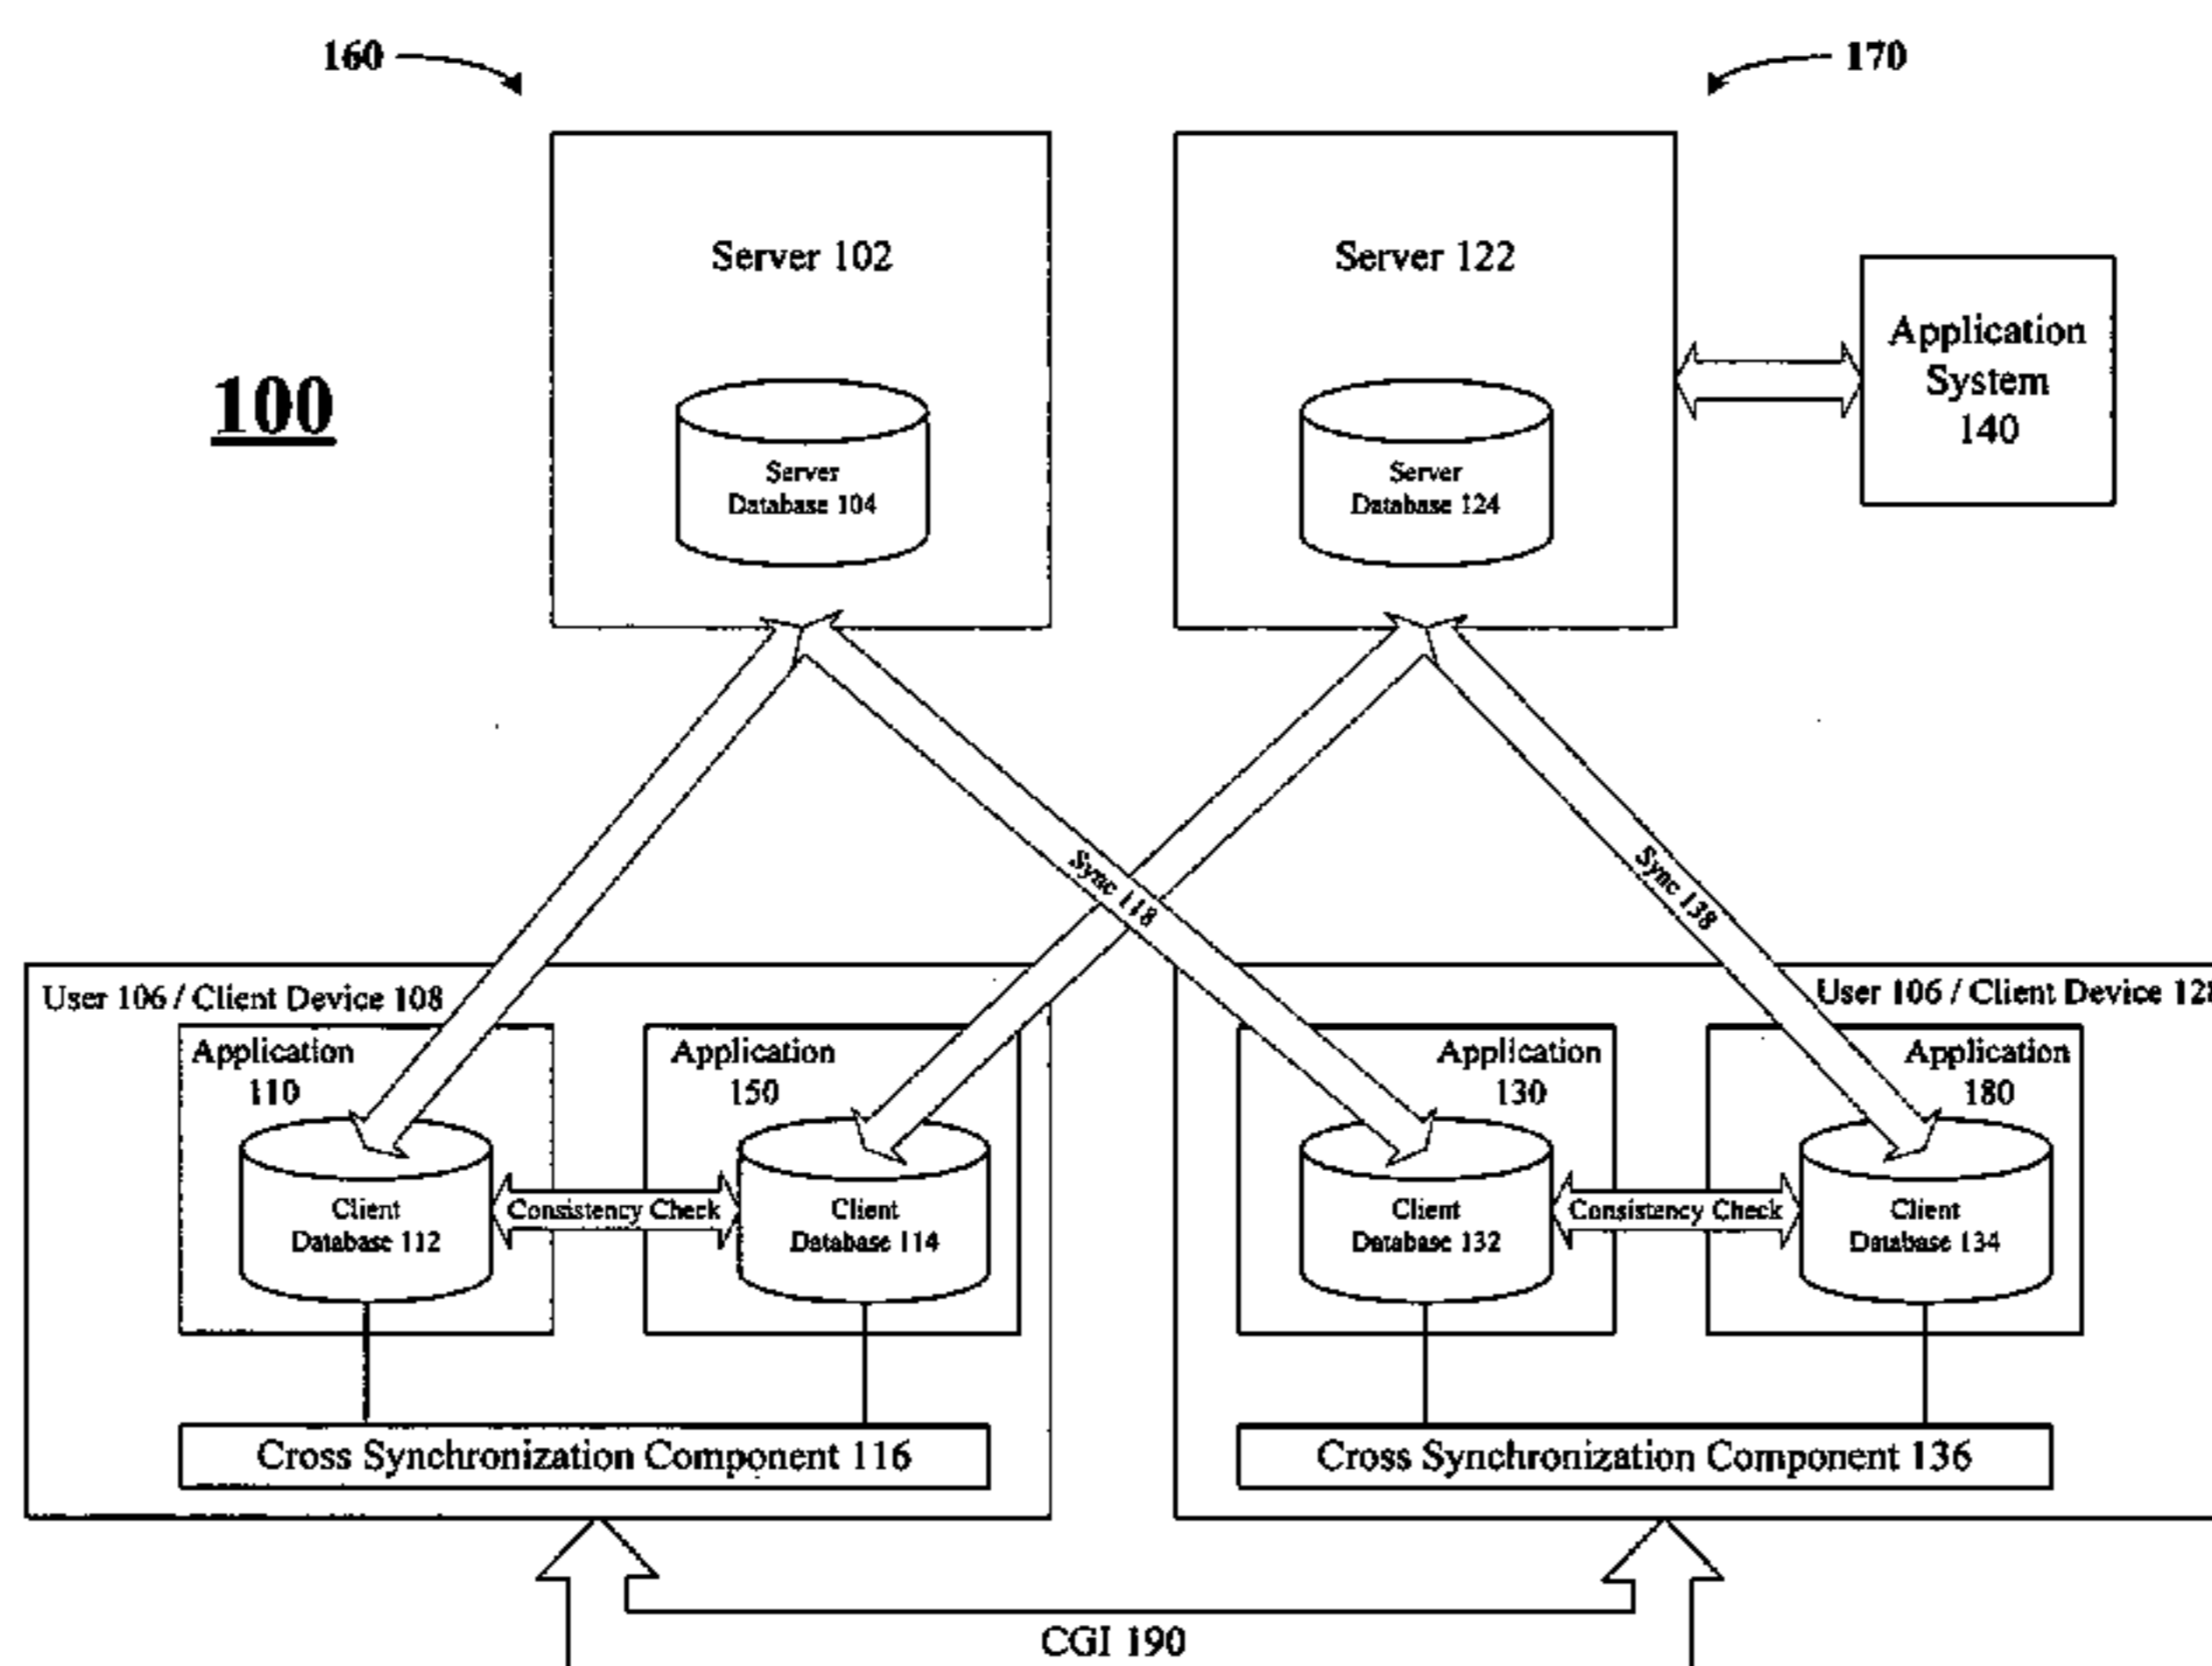 160
170
Server 102
Server 122
Application
System
140
100
Server
Database 104
Server
Database 124
Sync 118
Sync 138
User 106 / Client Device 108
User 106 / Client Device 128
Application
110
Application
150
Application
130
Application
180
Client
Database 112
Consistency Check
Client
Database 114
Client
Database 132
Consistency Check
Client
Database 134
Cross Synchronization Component 116
Cross Synchronization Component 136
CGI 190